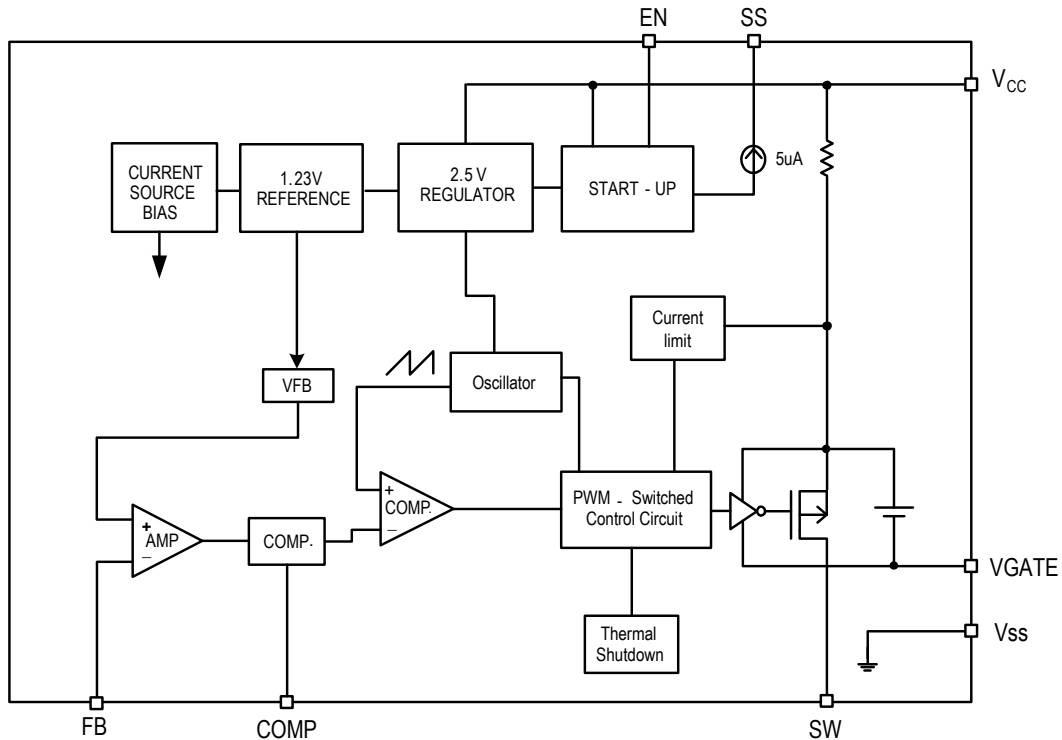 EN
SS
V_CC
CURRENT
SOURCE
BIAS
1.23V
REFERENCE
2.5 V
REGULATOR
START - UP
5uA
Current
limit
VFB
Oscillator
+
AMP
−
COMP.
+
COMP.
−
PWM - Switched
Control Circuit
VGATE
Thermal
Shutdown
Vss
FB
COMP
SW